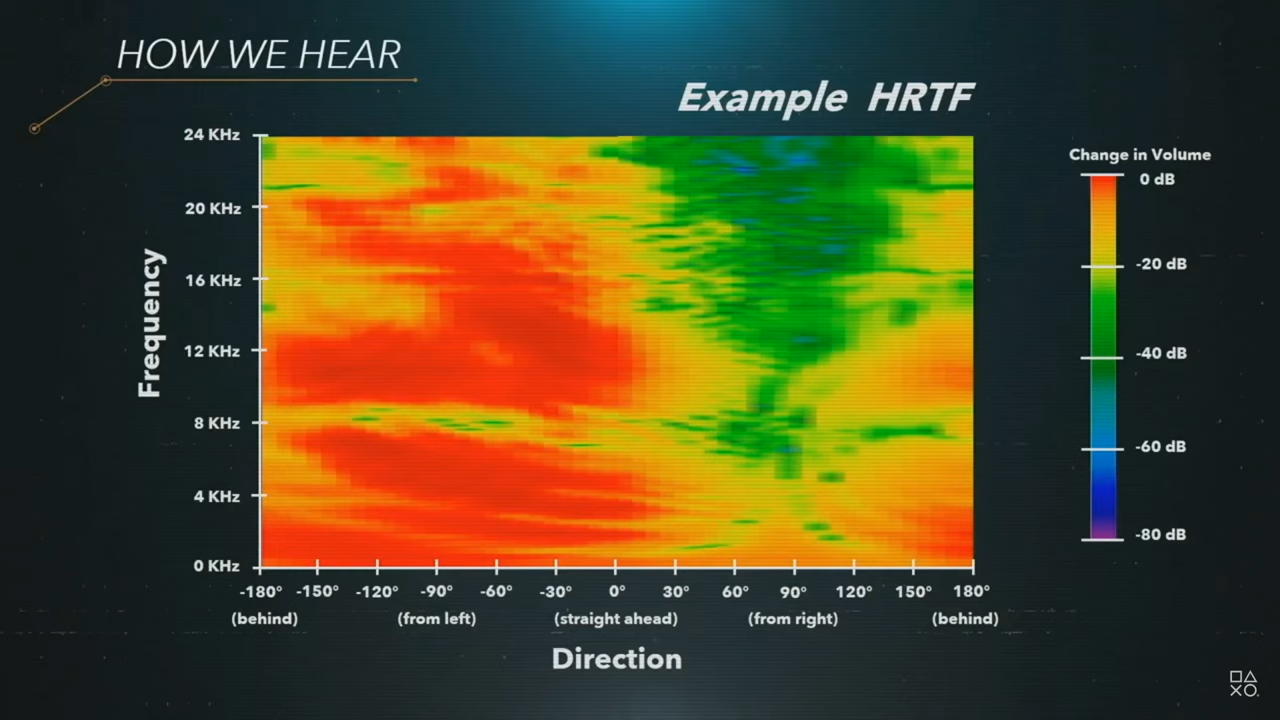 HOW WE HEAR
Example HRTF
24 KHz
20 KHz
16 KHz
12 KHz
8 KHz
4 KHz
0 KHz
Frequency
-180° -150° -120° -90° -60° -30° 0° 30° 60° 90° 120° 150° 180°
(behind) (from left) (straight ahead) (from right) (behind)
Direction
Change in Volume
0 dB
-20 dB
-40 dB
-60 dB
-80 dB